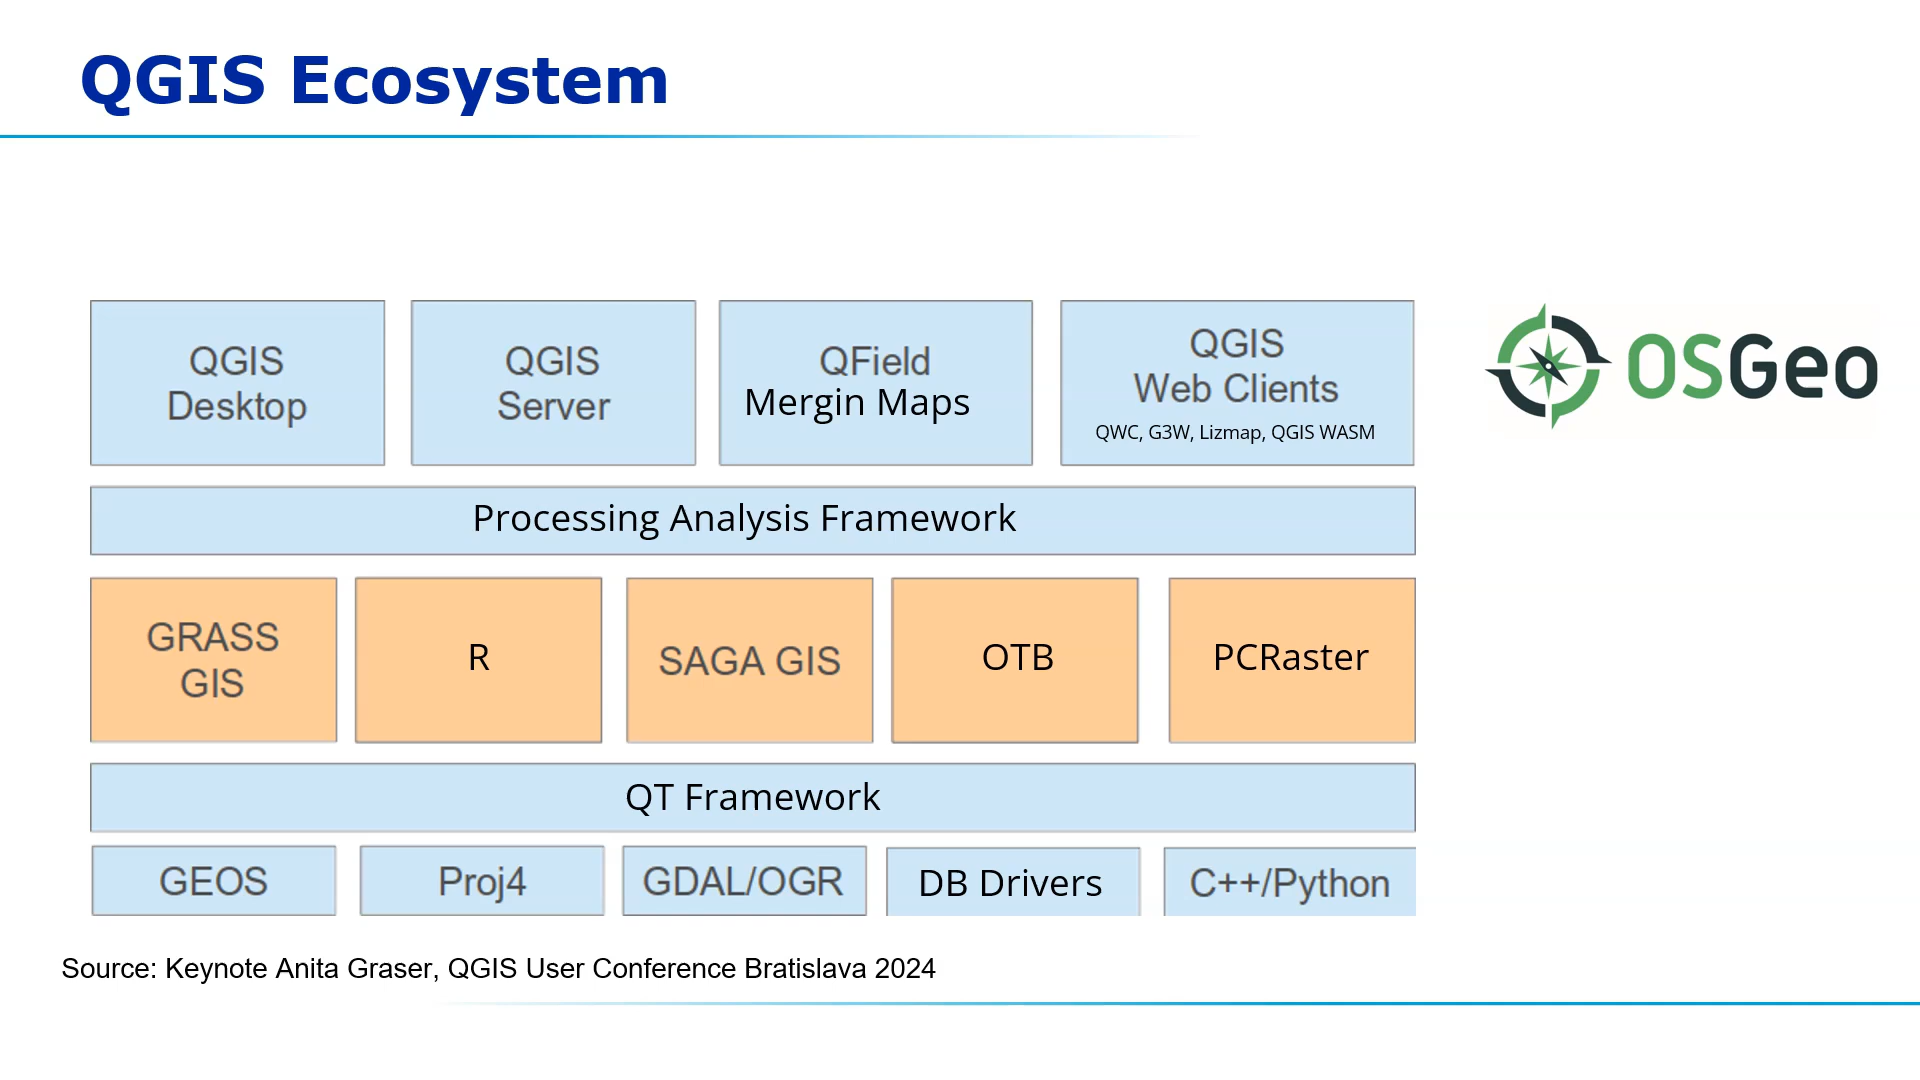 QGIS Ecosystem
QGIS
Desktop
QGIS
Server
QField
Mergin Maps
QGIS
Web Clients
QWC, G3W, Lizmap, QGIS WASM
OSGeo
Processing Analysis Framework
GRASS
GIS
R
SAGA GIS
OTB
PCRaster
QT Framework
GEOS
Proj4
GDAL/OGR
DB Drivers
C++/Python
Source: Keynote Anita Graser, QGIS User Conference Bratislava 2024